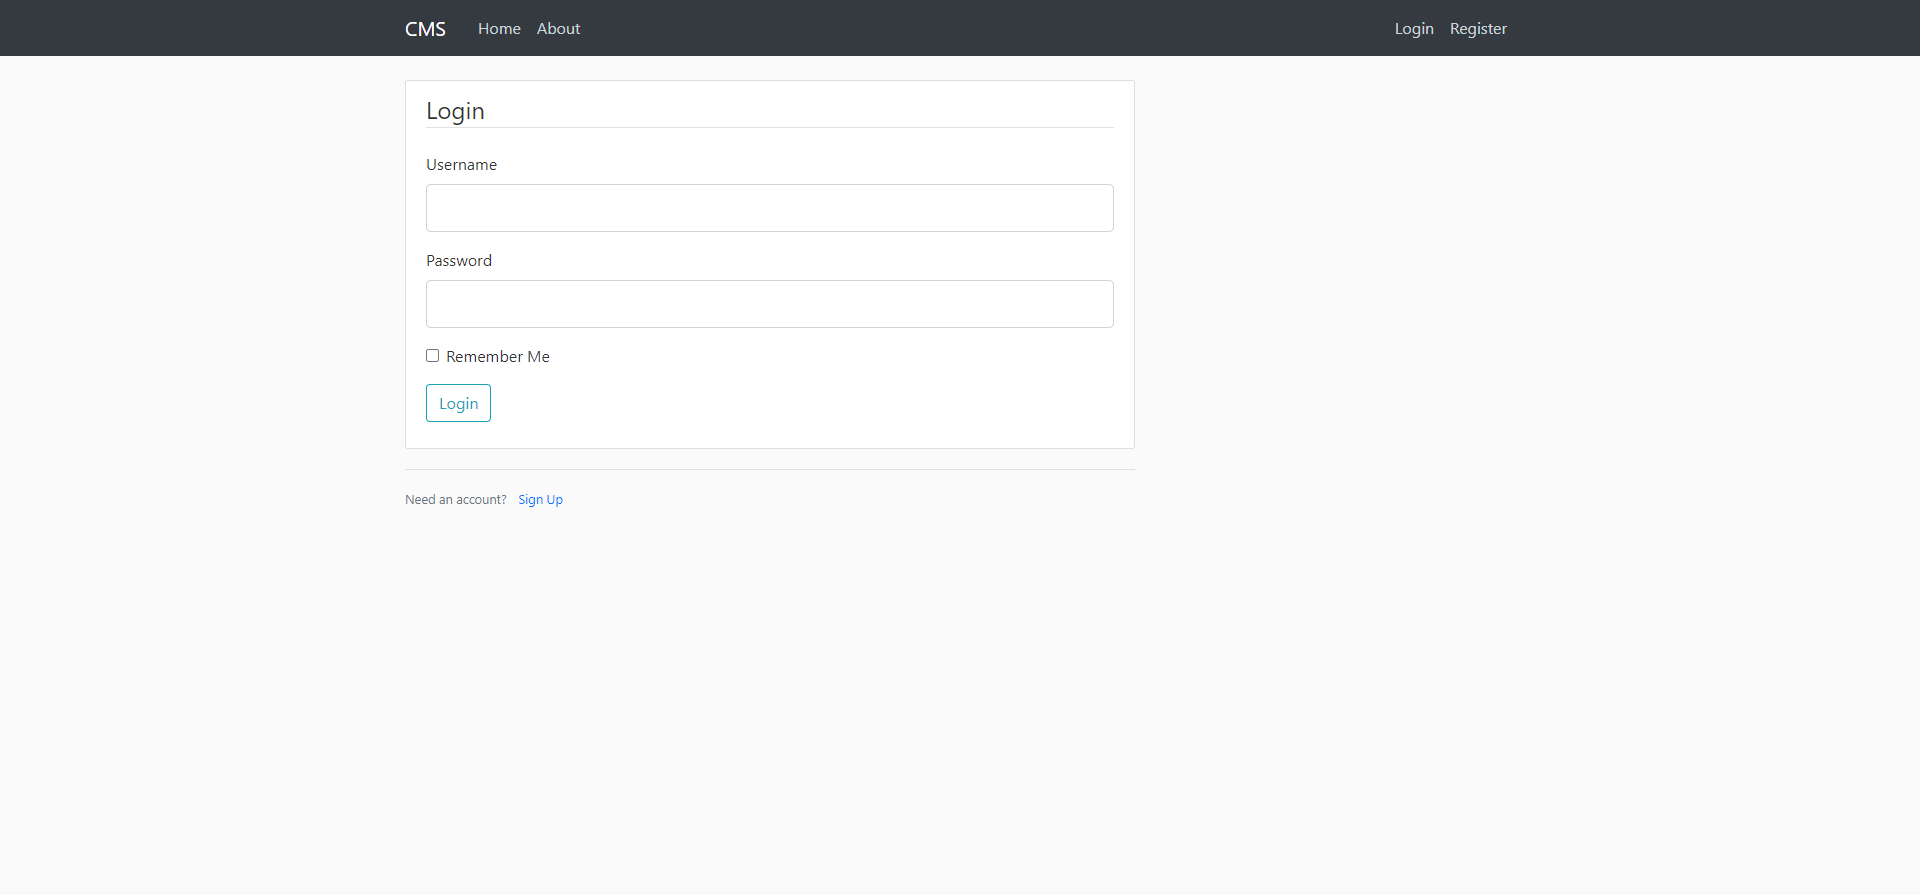 CMS Home About Login Register
Login
Username
Password
Remember Me
Login
Need an account? Sign Up